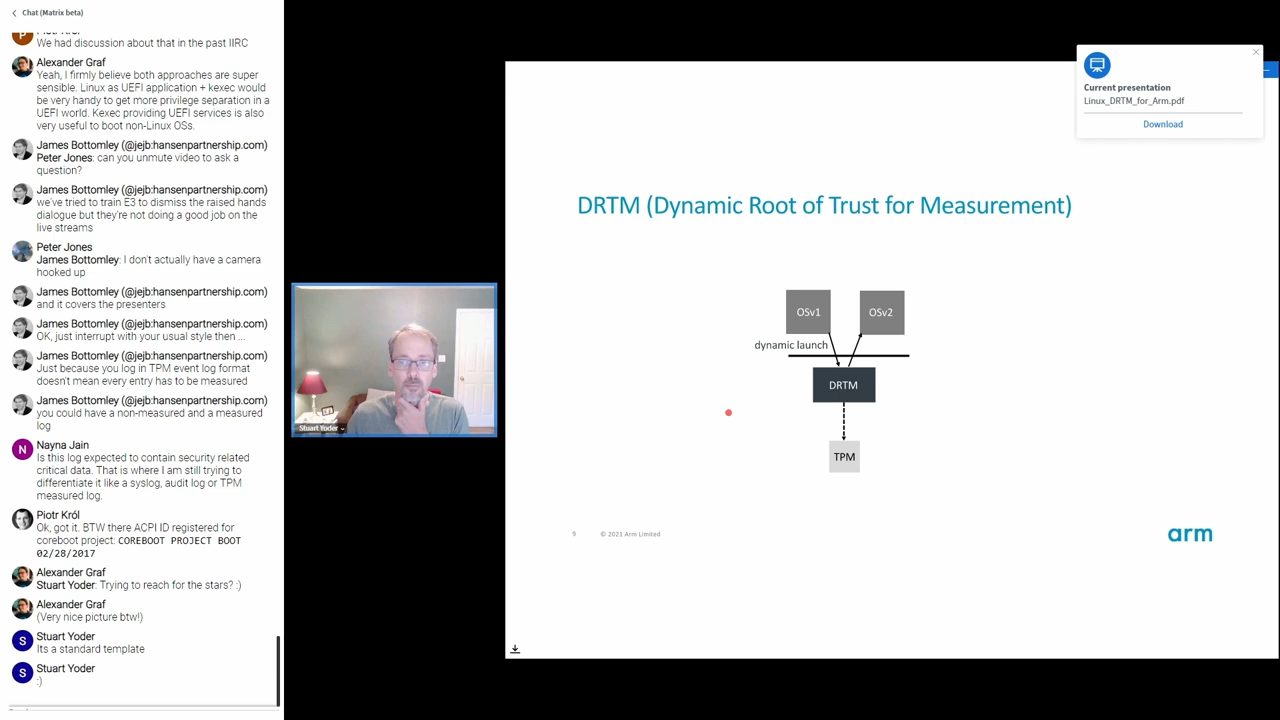 Chat (Matrix beta)
We had discussion about that in the past IIRC
Alexander Graf
Yeah, I firmly believe both approaches are super
sensible. Linux as UEFI application + kexec would
be very handy to get more privilege separation in a
UEFI world. Kexec providing UEFI services is also
very useful to boot non-Linux OSs.
James Bottomley (@jejb:hansenpartnership.com)
Peter Jones: can you unmute video to ask a
question?
James Bottomley (@jejb:hansenpartnership.com)
we've tried to train E3 to dismiss the raised hands
dialogue but they're not doing a good job on the
live streams
Peter Jones
James Bottomley: I don't actually have a camera
hooked up
James Bottomley (@jejb:hansenpartnership.com)
and it covers the presenters
James Bottomley (@jejb:hansenpartnership.com)
OK, just interrupt with your usual style then ...
James Bottomley (@jejb:hansenpartnership.com)
Just because you log in TPM event log format
doesn't mean every entry has to be measured
James Bottomley (@jejb:hansenpartnership.com)
you could have a non-measured and a measured
log
N
Nayna Jain
Is this log expected to contain security related
critical data. That is where I am still trying to
differentiate it like a syslog, audit log or TPM
measured log.
Piotr Król
Ok, got it. BTW there ACPI ID registered for
coreboot project: COREBOOT PROJECT BOOT
02/28/2017
Alexander Graf
Stuart Yoder: Trying to reach for the stars? :)
Alexander Graf
(Very nice picture btw!)
S
Stuart Yoder
Its a standard template
S
Stuart Yoder
:)
Stuart Yoder
Current presentation
Linux_DRTM_for_Arm.pdf
Download
DRTM (Dynamic Root of Trust for Measurement)
OSv1
OSv2
dynamic launch
DRTM
TPM
9
© 2021 Arm Limited
arm